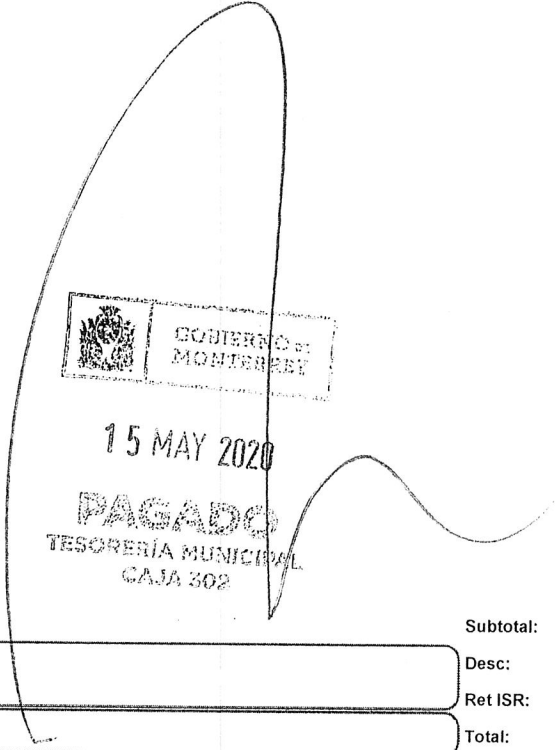 GOBIERNO DE
MONTERREY
15 MAY 2020
PAGADO
TESORERÍA MUNICIPAL
CAJA 302
Subtotal:
Desc:
Ret ISR:
Total: